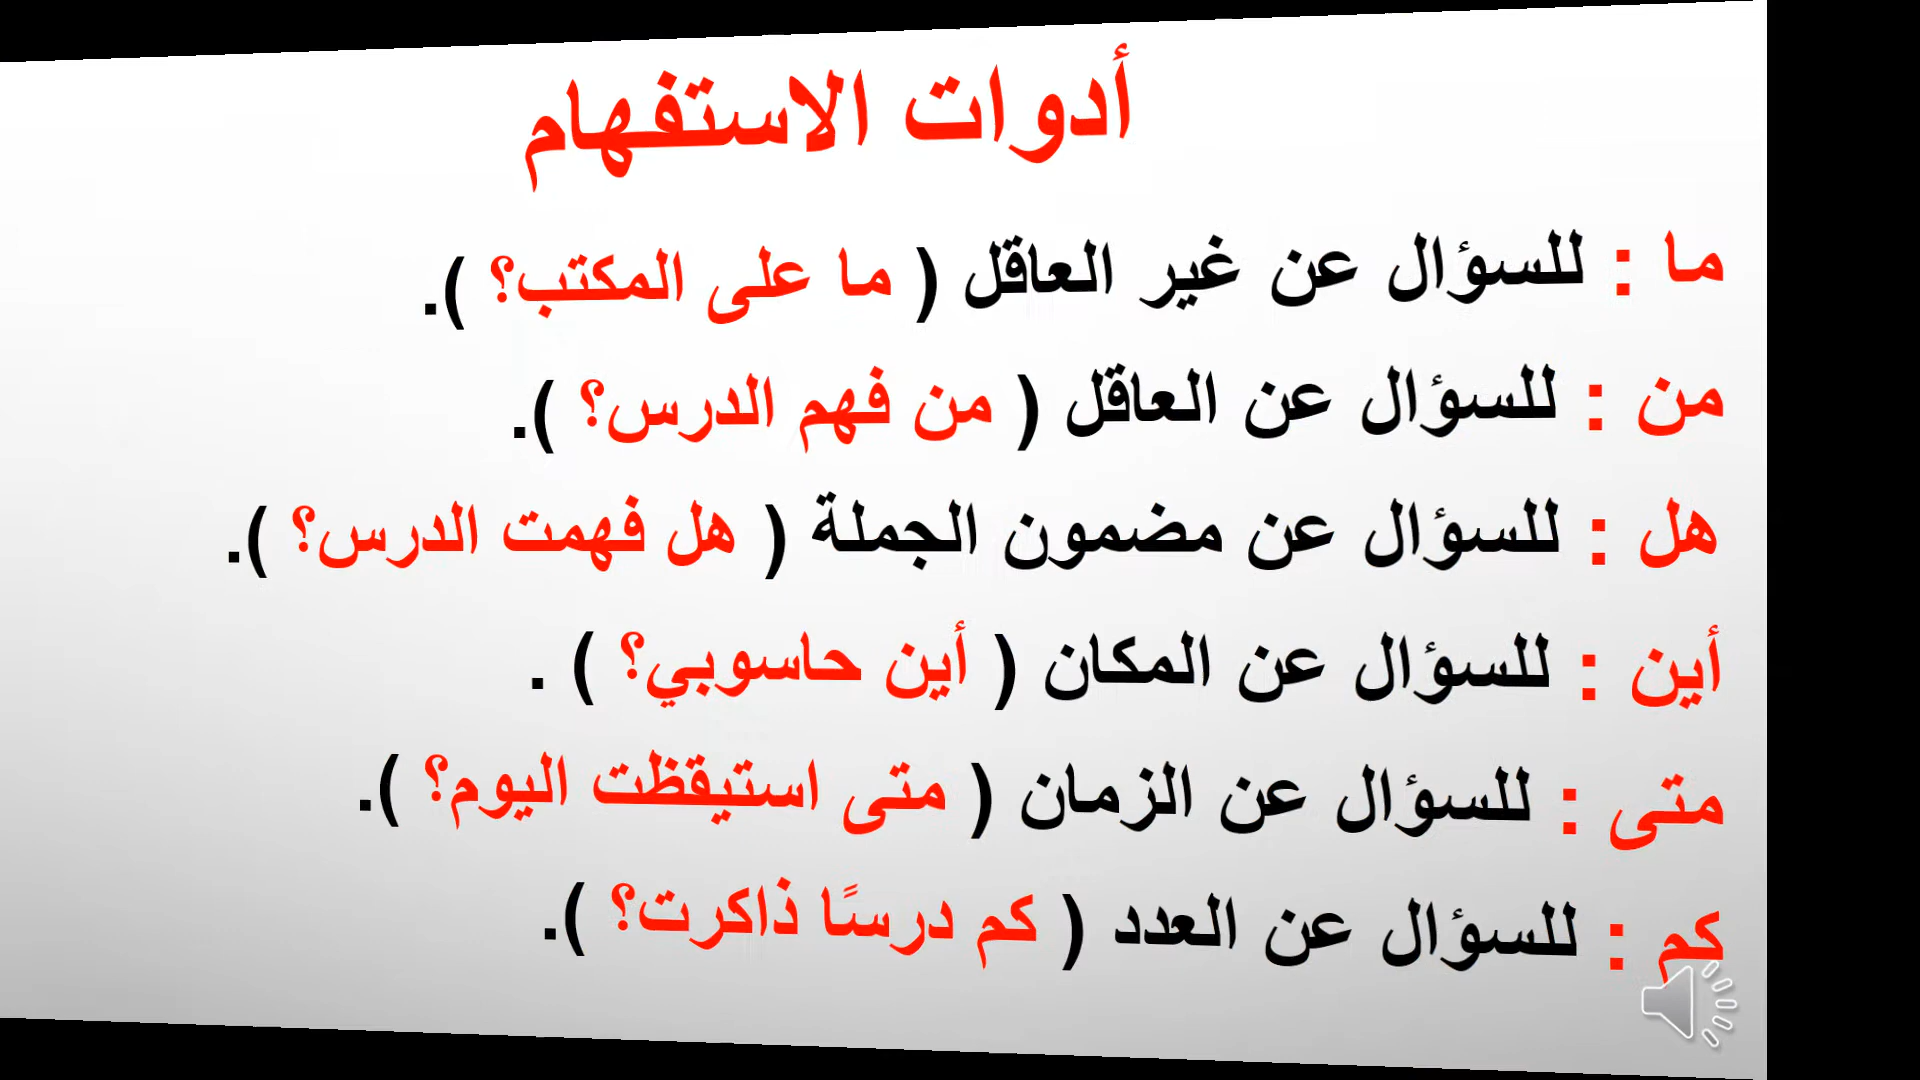 أدوات الاستفهام
ما : للسؤال عن غير العاقل ( ما على المكتب؟ ).
من : للسؤال عن العاقل ( من فهم الدرس؟ ).
هل : للسؤال عن مضمون الجملة ( هل فهمت الدرس؟ ).
أين : للسؤال عن المكان ( أين حاسوبي؟ ) .
متى : للسؤال عن الزمان ( متى استيقظت اليوم؟ ).
كم : للسؤال عن العدد ( كم درسًا ذاكرت؟ ).